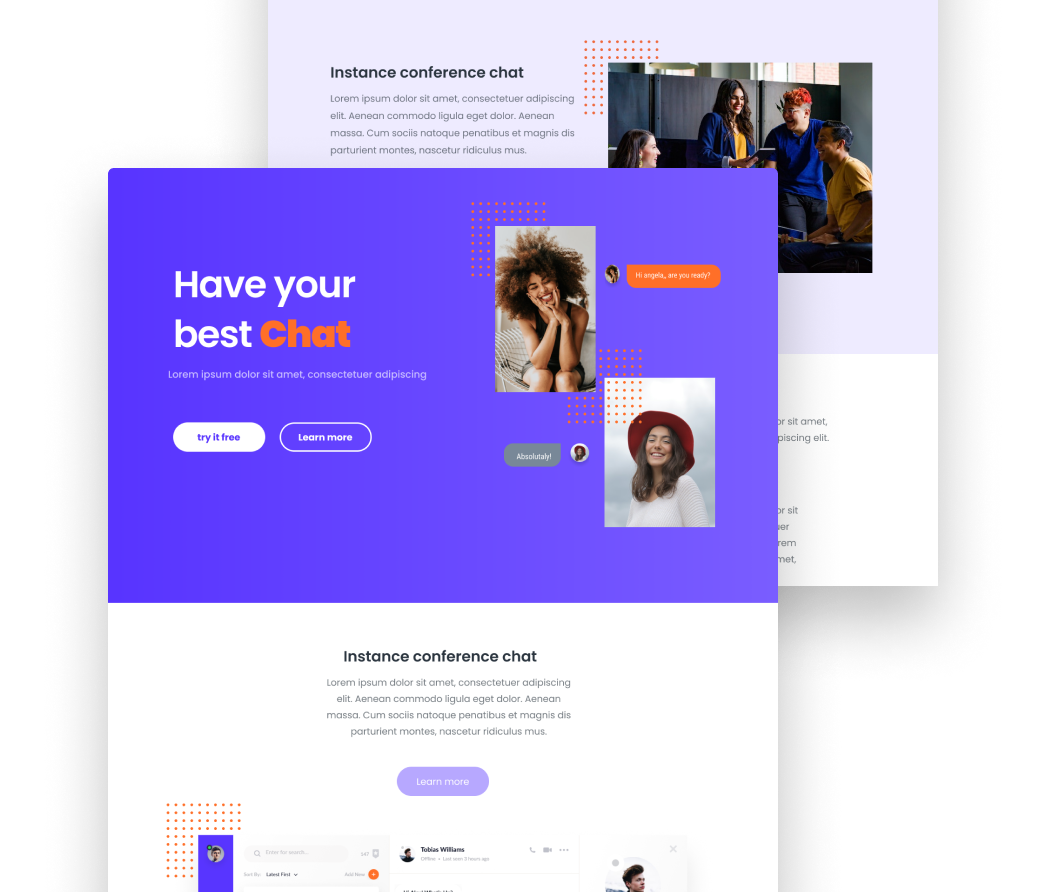 Instance conference chat
Lorem ipsum dolor sit amet, consectetuer adipiscing
elit. Aenean commodo ligula eget dolor. Aenean
massa. Cum sociis natoque penatibus et magnis dis
parturient montes, nascetur ridiculus mus.
Have your
best Chat
Lorem ipsum dolor sit amet, consectetuer adipiscing
try it free
Learn more
Hi angela,, are you ready?
Absolutaly!
or sit amet,
piscing elit.
or sit
uer
rem
met,
Instance conference chat
Lorem ipsum dolor sit amet, consectetuer adipiscing
elit. Aenean commodo ligula eget dolor. Aenean
massa. Cum sociis natoque penatibus et magnis dis
parturient montes, nascetur ridiculus mus.
Learn more
Enter for search...
147
Tobias Williams
Offline • Last seen 3 hours ago
Sort By: Latest First
Add New